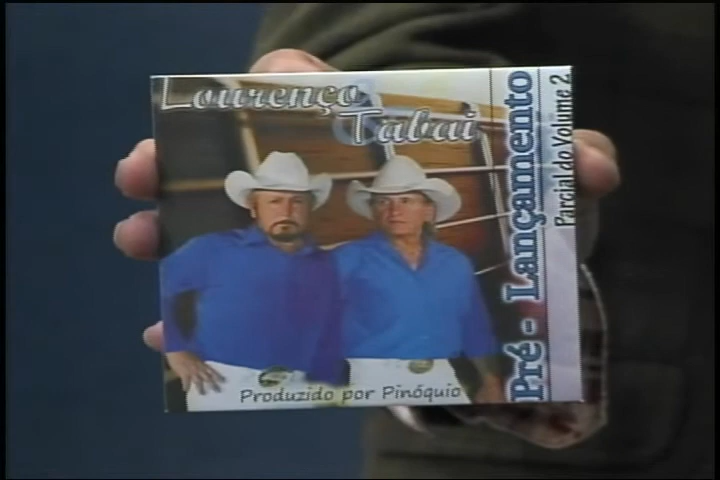 Lourenço
Tabai
Pré - Lançamento
Parcial do Volume 2
Produzido por Pinóquio